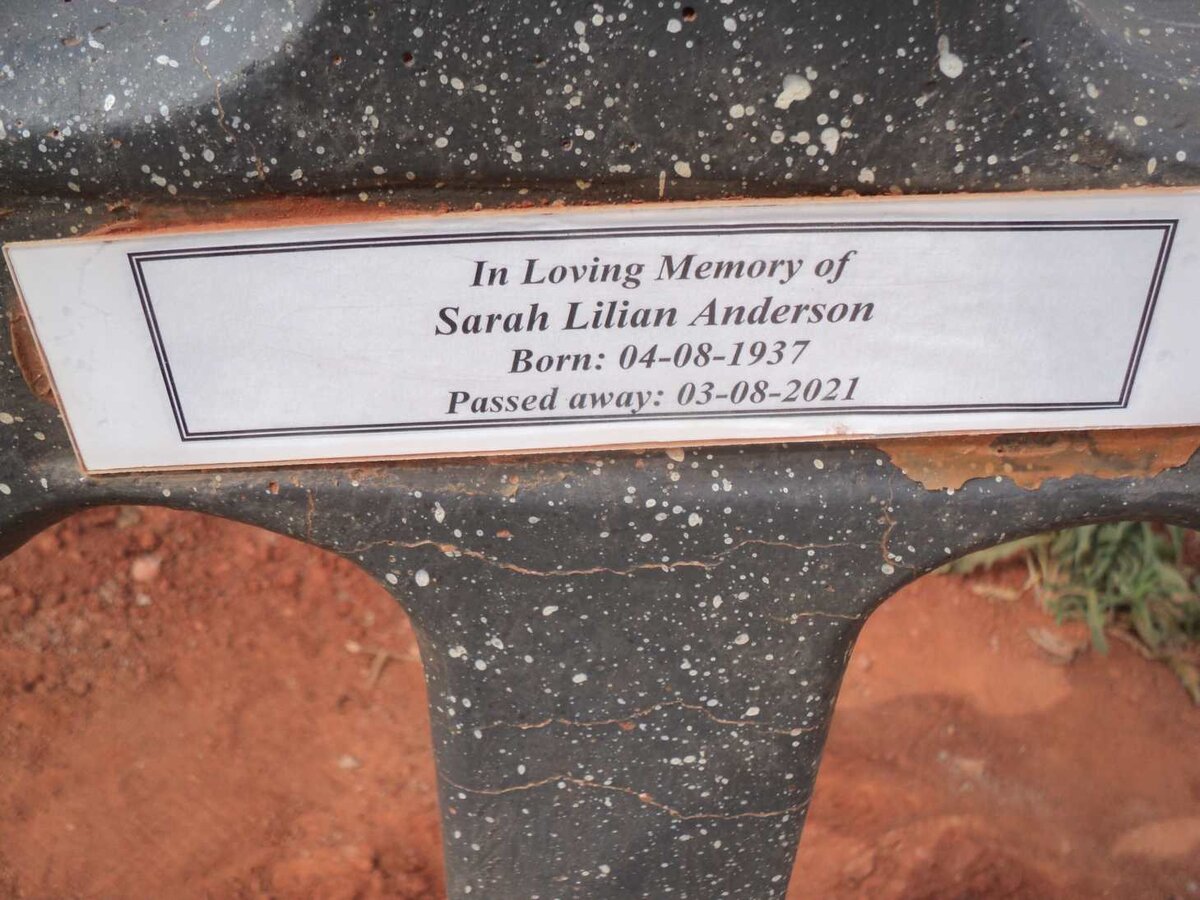 In Loving Memory of
Sarah Lilian Anderson
Born: 04-08-1937
Passed away: 03-08-2021